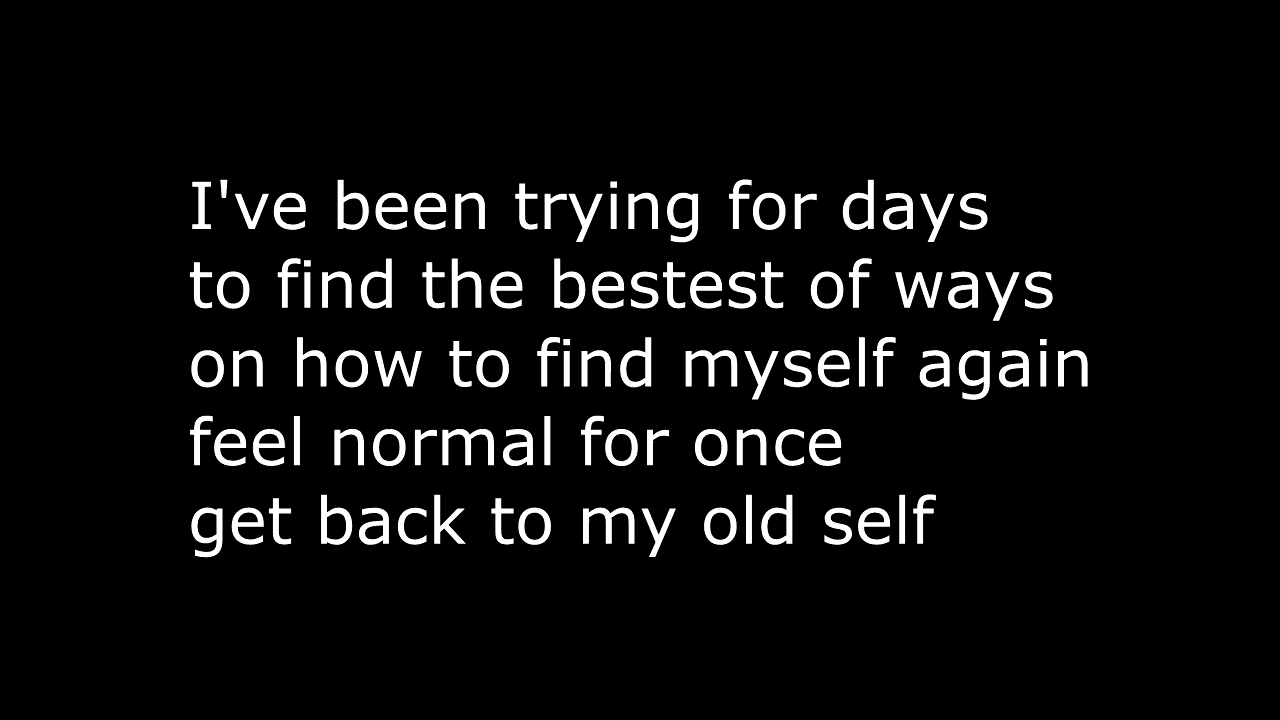 I've been trying for days
to find the bestest of ways
on how to find myself again
feel normal for once
get back to my old self